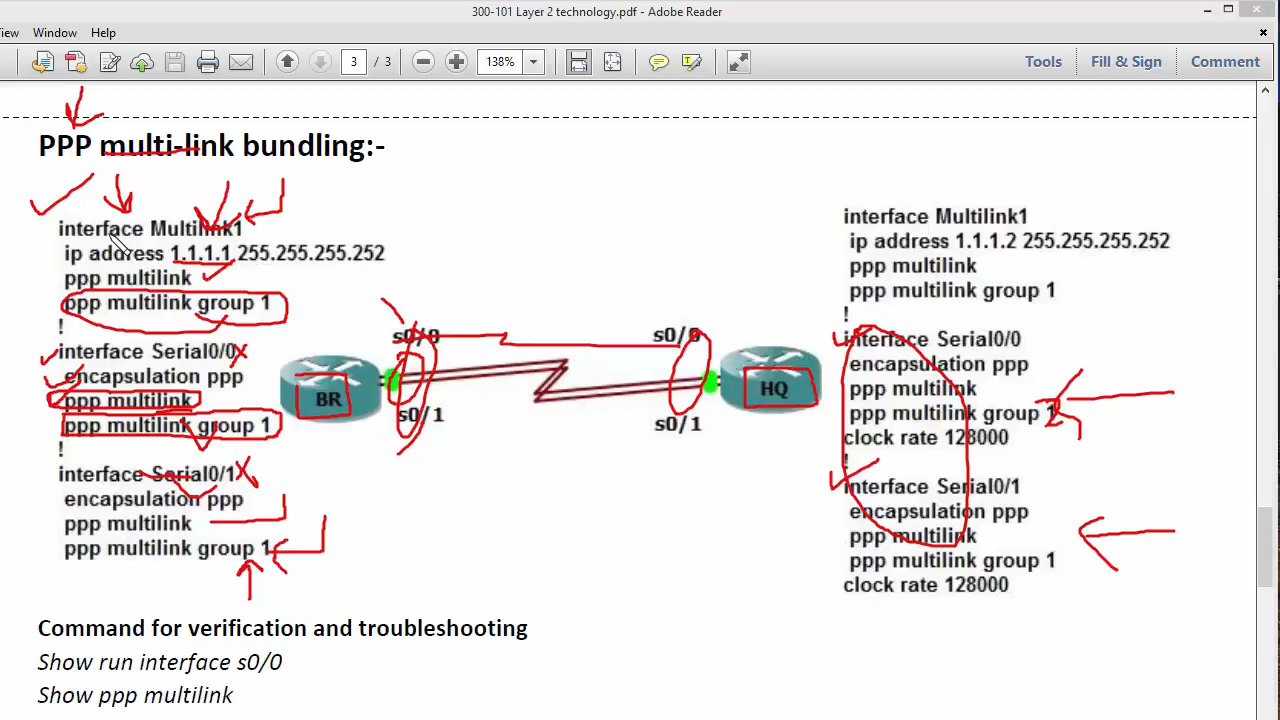 300-101 Layer 2 technology.pdf - Adobe Reader
Window Help
3 / 3 138% Tools Fill & Sign Comment
PPP multi-link bundling:-
interface Multilink1
ip address 1.1.1.1 255.255.255.252
ppp multilink
ppp multilink group 1
!
interface Serial0/0
encapsulation ppp
ppp multilink
ppp multilink group 1
!
interface Serial0/1
encapsulation ppp
ppp multilink
ppp multilink group 1
s0/0
BR
s0/1
s0/0
HQ
s0/1
interface Multilink1
ip address 1.1.1.2 255.255.255.252
ppp multilink
ppp multilink group 1
!
interface Serial0/0
encapsulation ppp
ppp multilink
ppp multilink group 1
clock rate 128000
!
interface Serial0/1
encapsulation ppp
ppp multilink
ppp multilink group 1
clock rate 128000
Command for verification and troubleshooting
Show run interface s0/0
Show ppp multilink